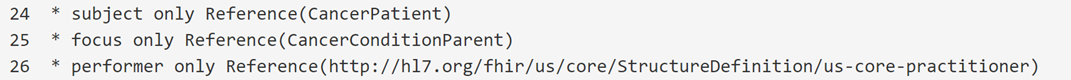 24 * subject only Reference(CancerPatient)
25 * focus only Reference(CancerConditionParent)
26 * performer only Reference(http://hl7.org/fhir/us/core/StructureDefinition/us-core-practitioner)